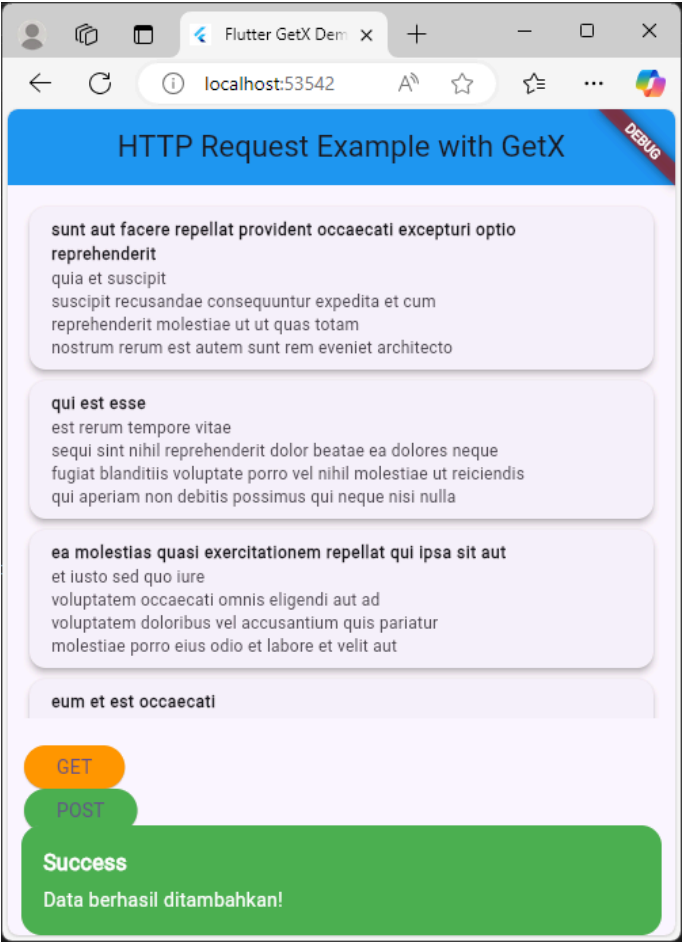 Flutter GetX Dem
localhost:53542
HTTP Request Example with GetX
DEBUG
sunt aut facere repellat provident occaecati excepturi optio
reprehenderit
quia et suscipit
suscipit recusandae consequuntur expedita et cum
reprehenderit molestiae ut ut quas totam
nostrum rerum est autem sunt rem eveniet architecto
qui est esse
est rerum tempore vitae
sequi sint nihil reprehenderit dolor beatae ea dolores neque
fugiat blanditiis voluptate porro vel nihil molestiae ut reiciendis
qui aperiam non debitis possimus qui neque nisi nulla
ea molestias quasi exercitationem repellat qui ipsa sit aut
et iusto sed quo iure
voluptatem occaecati omnis eligendi aut ad
voluptatem doloribus vel accusantium quis pariatur
molestiae porro eius odio et labore et velit aut
eum et est occaecati
GET
POST
Success
Data berhasil ditambahkan!